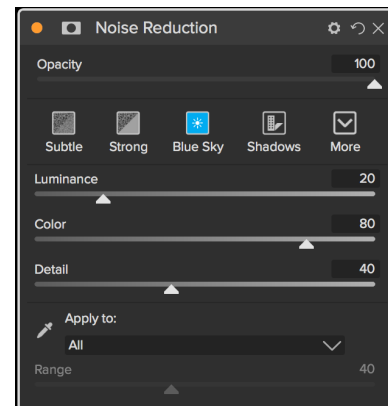 Noise Reduction
Opacity 100
Subtle Strong Blue Sky Shadows More
Luminance 20
Color 80
Detail 40
Apply to:
All
Range 40